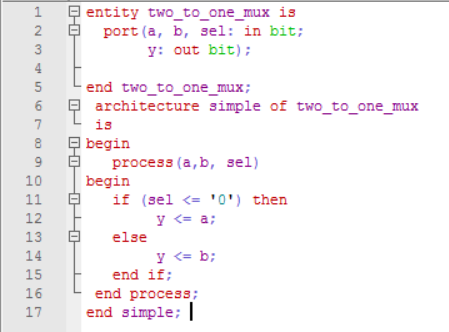 1 entity two_to_one_mux is
2 port(a, b, sel: in bit;
3 y: out bit);
4
5 end two_to_one_mux;
6 architecture simple of two_to_one_mux
7 is
8 begin
9 process(a,b, sel)
10 begin
11 if (sel <= '0') then
12 y <= a;
13 else
14 y <= b;
15 end if;
16 end process;
17 end simple;